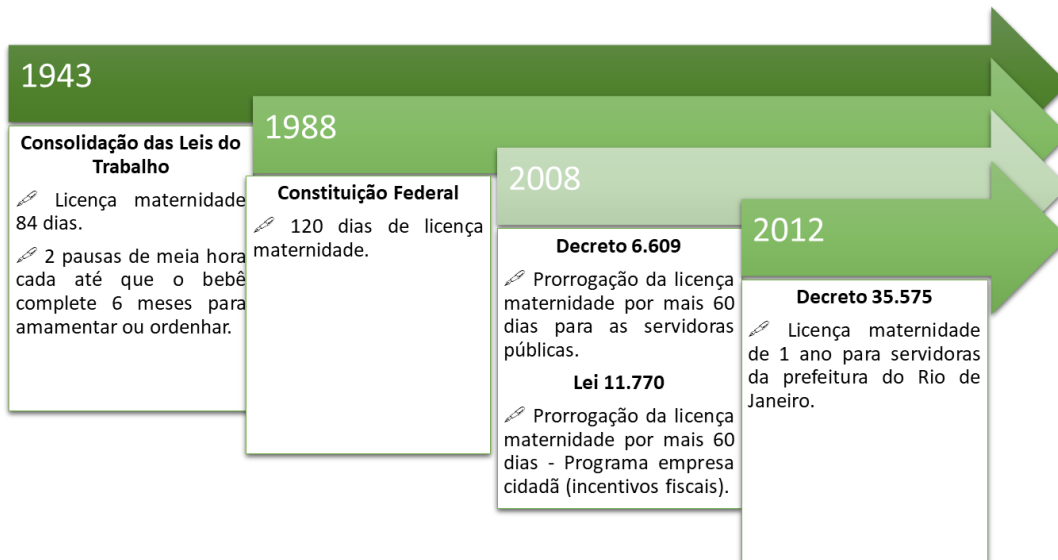 1943
Consolidação das Leis do
Trabalho
Licença maternidade
84 dias.
2 pausas de meia hora
cada até que o bebê
complete 6 meses para
amamentar ou ordenhar.
1988
Constituição Federal
120 dias de licença
maternidade.
2008
Decreto 6.609
Prorrogação da licença
maternidade por mais 60
dias para as servidoras
públicas.
Lei 11.770
Prorrogação da licença
maternidade por mais 60
dias - Programa empresa
cidadã (incentivos fiscais).
2012
Decreto 35.575
Licença maternidade
de 1 ano para servidoras
da prefeitura do Rio de
Janeiro.